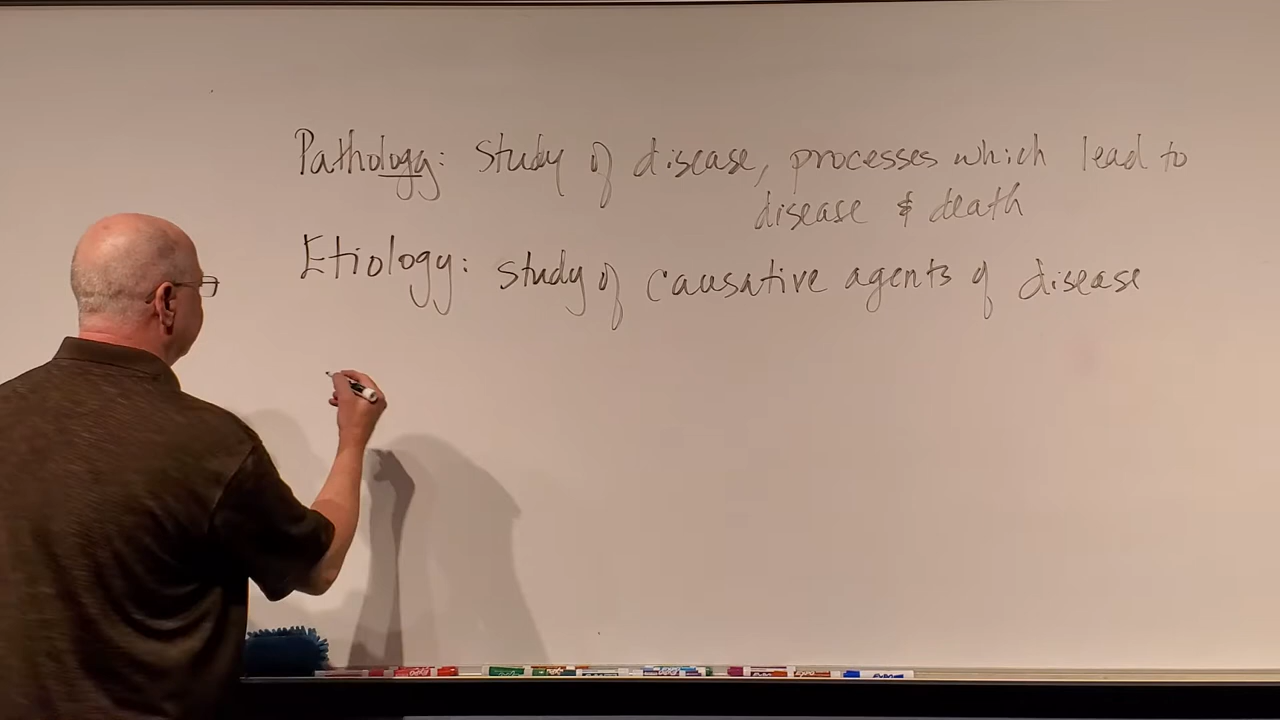 Pathology: study of disease, processes which lead to
disease & death
Etiology: study of causative agents of disease